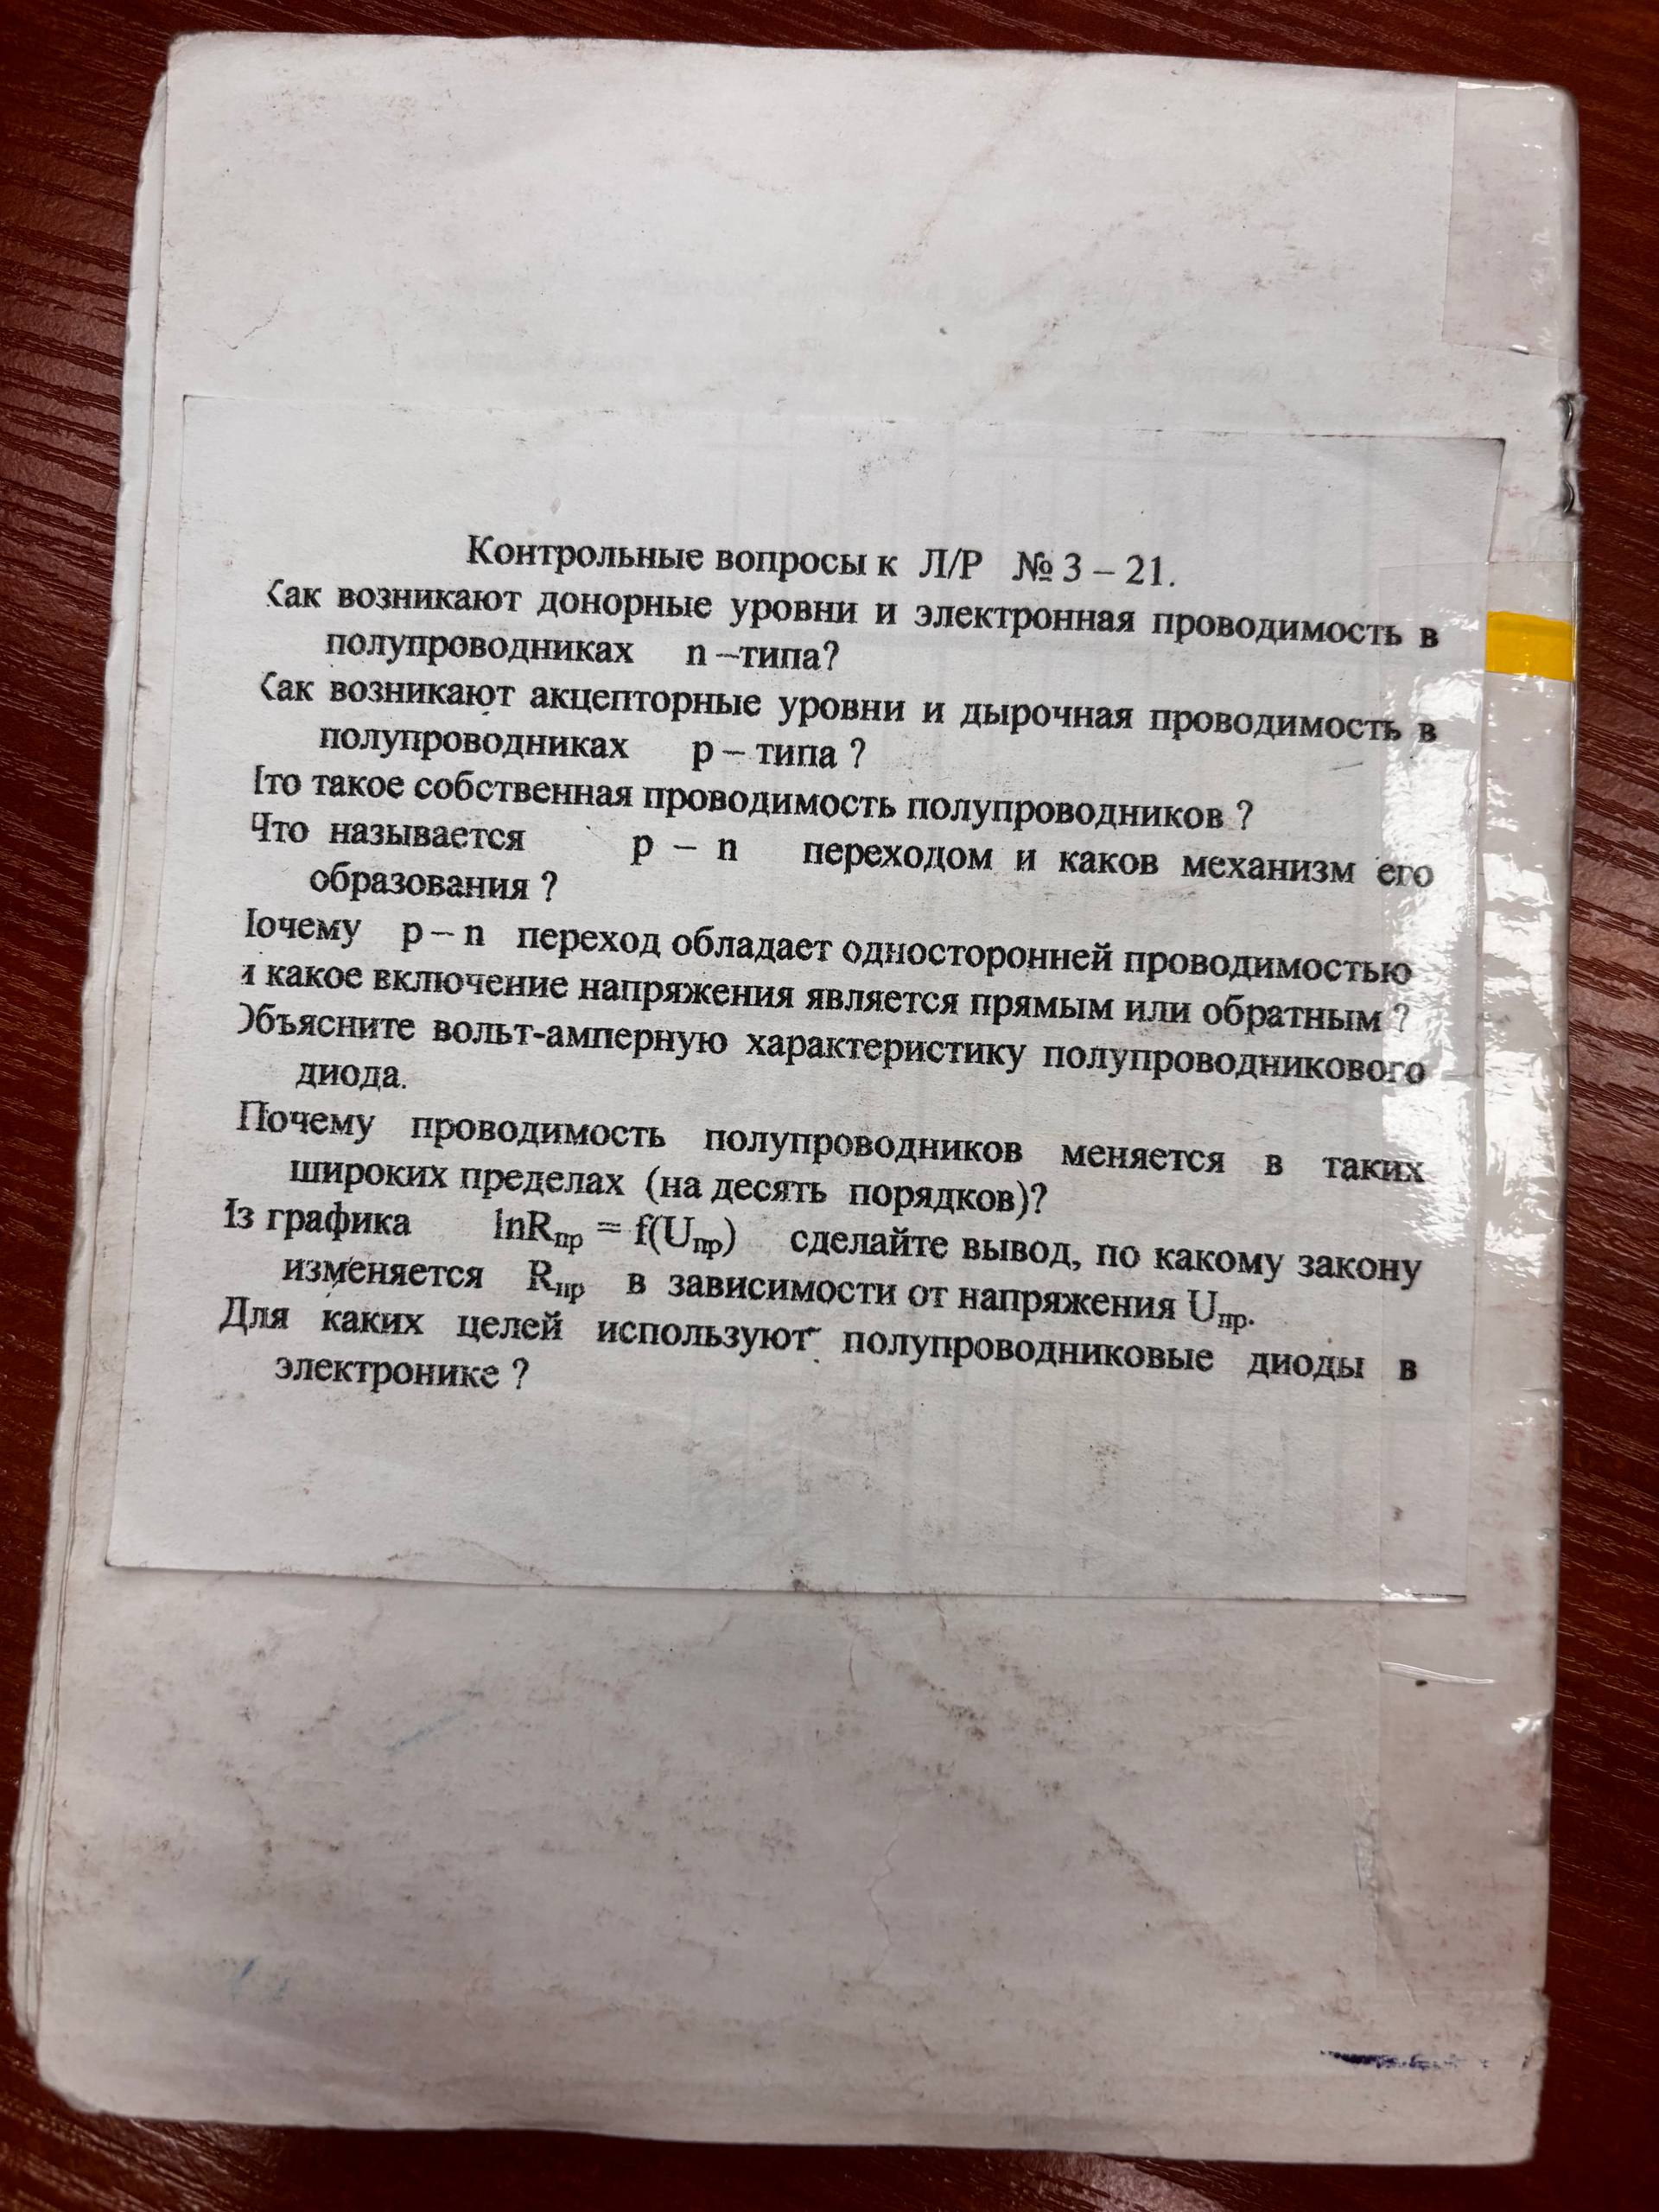 Контрольные вопросы к Л/Р № 3 – 21.
Как возникают донорные уровни и электронная проводимость в
полупроводниках n –типа?
Как возникают акцепторные уровни и дырочная проводимость в
полупроводниках р – типа ?
Что такое собственная проводимость полупроводников ?
Что называется р – n переходом и каков механизм его
образования ?
Почему р – n переход обладает односторонней проводимостью
и какое включение напряжения является прямым или обратным ?
Объясните вольт-амперную характеристику полупроводникового
диода.
Почему проводимость полупроводников меняется в таких
широких пределах (на десять порядков)?
Из графика lnRпр = f(Uпр) сделайте вывод, по какому закону
изменяется Rпр в зависимости от напряжения Uпр.
Для каких целей используют полупроводниковые диоды в
электронике ?